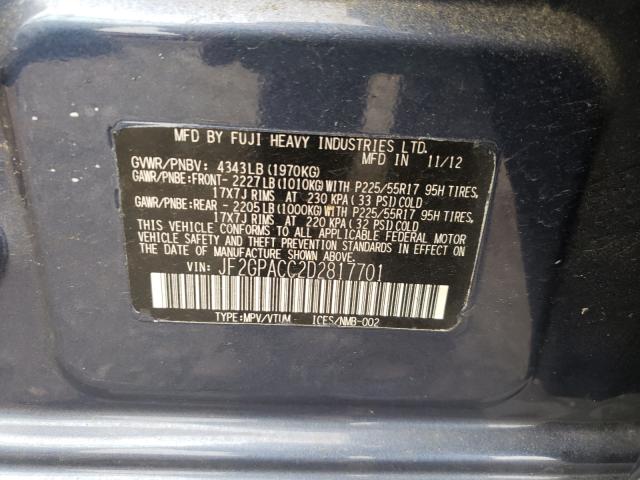 MFD BY FUJI HEAVY INDUSTRIES LTD.
MFD IN 11/12
GVWR/PNBV: 4343LB(1970KG)
GAWR/PNBE:FRONT- 2227LB(1010KG)WITH P225/55R17 95H TIRES,
17X7J RIMS AT 230 KPA(33 PSI)COLD
GAWR/PNBE:REAR - 2205LB(1000KG)WITH P225/55R17 95H TIRES,
17X7J RIMS AT 220 KPA(32 PSI)COLD
THIS VEHICLE CONFORMS TO ALL APPLICABLE FEDERAL MOTOR
VEHICLE SAFETY AND THEFT PREVENTION STANDARDS IN EFFECT
ON THE DATE OF MANUFACTURE SHOWN ABOVE.
VIN: JF2GPACC2D2817701
TYPE:MPV/VTUM ICES/NMB-002